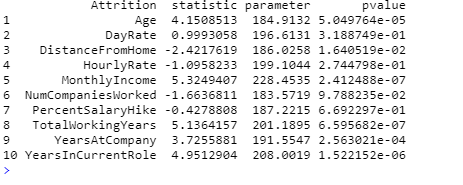 Attrition statistic parameter pvalue
1 Age 4.1508513 184.9132 5.049764e-05
2 DayRate 0.9993058 196.6131 3.188749e-01
3 DistanceFromHome -2.4217619 186.0258 1.640519e-02
4 HourlyRate -1.0958233 199.1044 2.744798e-01
5 MonthlyIncome 5.3249407 228.4535 2.412488e-07
6 NumCompaniesWorked -1.6636811 183.5719 9.788235e-02
7 PercentSalaryHike -0.4278808 187.2215 6.692297e-01
8 TotalWorkingYears 5.1364157 201.1895 6.595682e-07
9 YearsAtCompany 3.7255881 191.5547 2.563021e-04
10 YearsInCurrentRole 4.9512904 208.0019 1.522152e-06
>